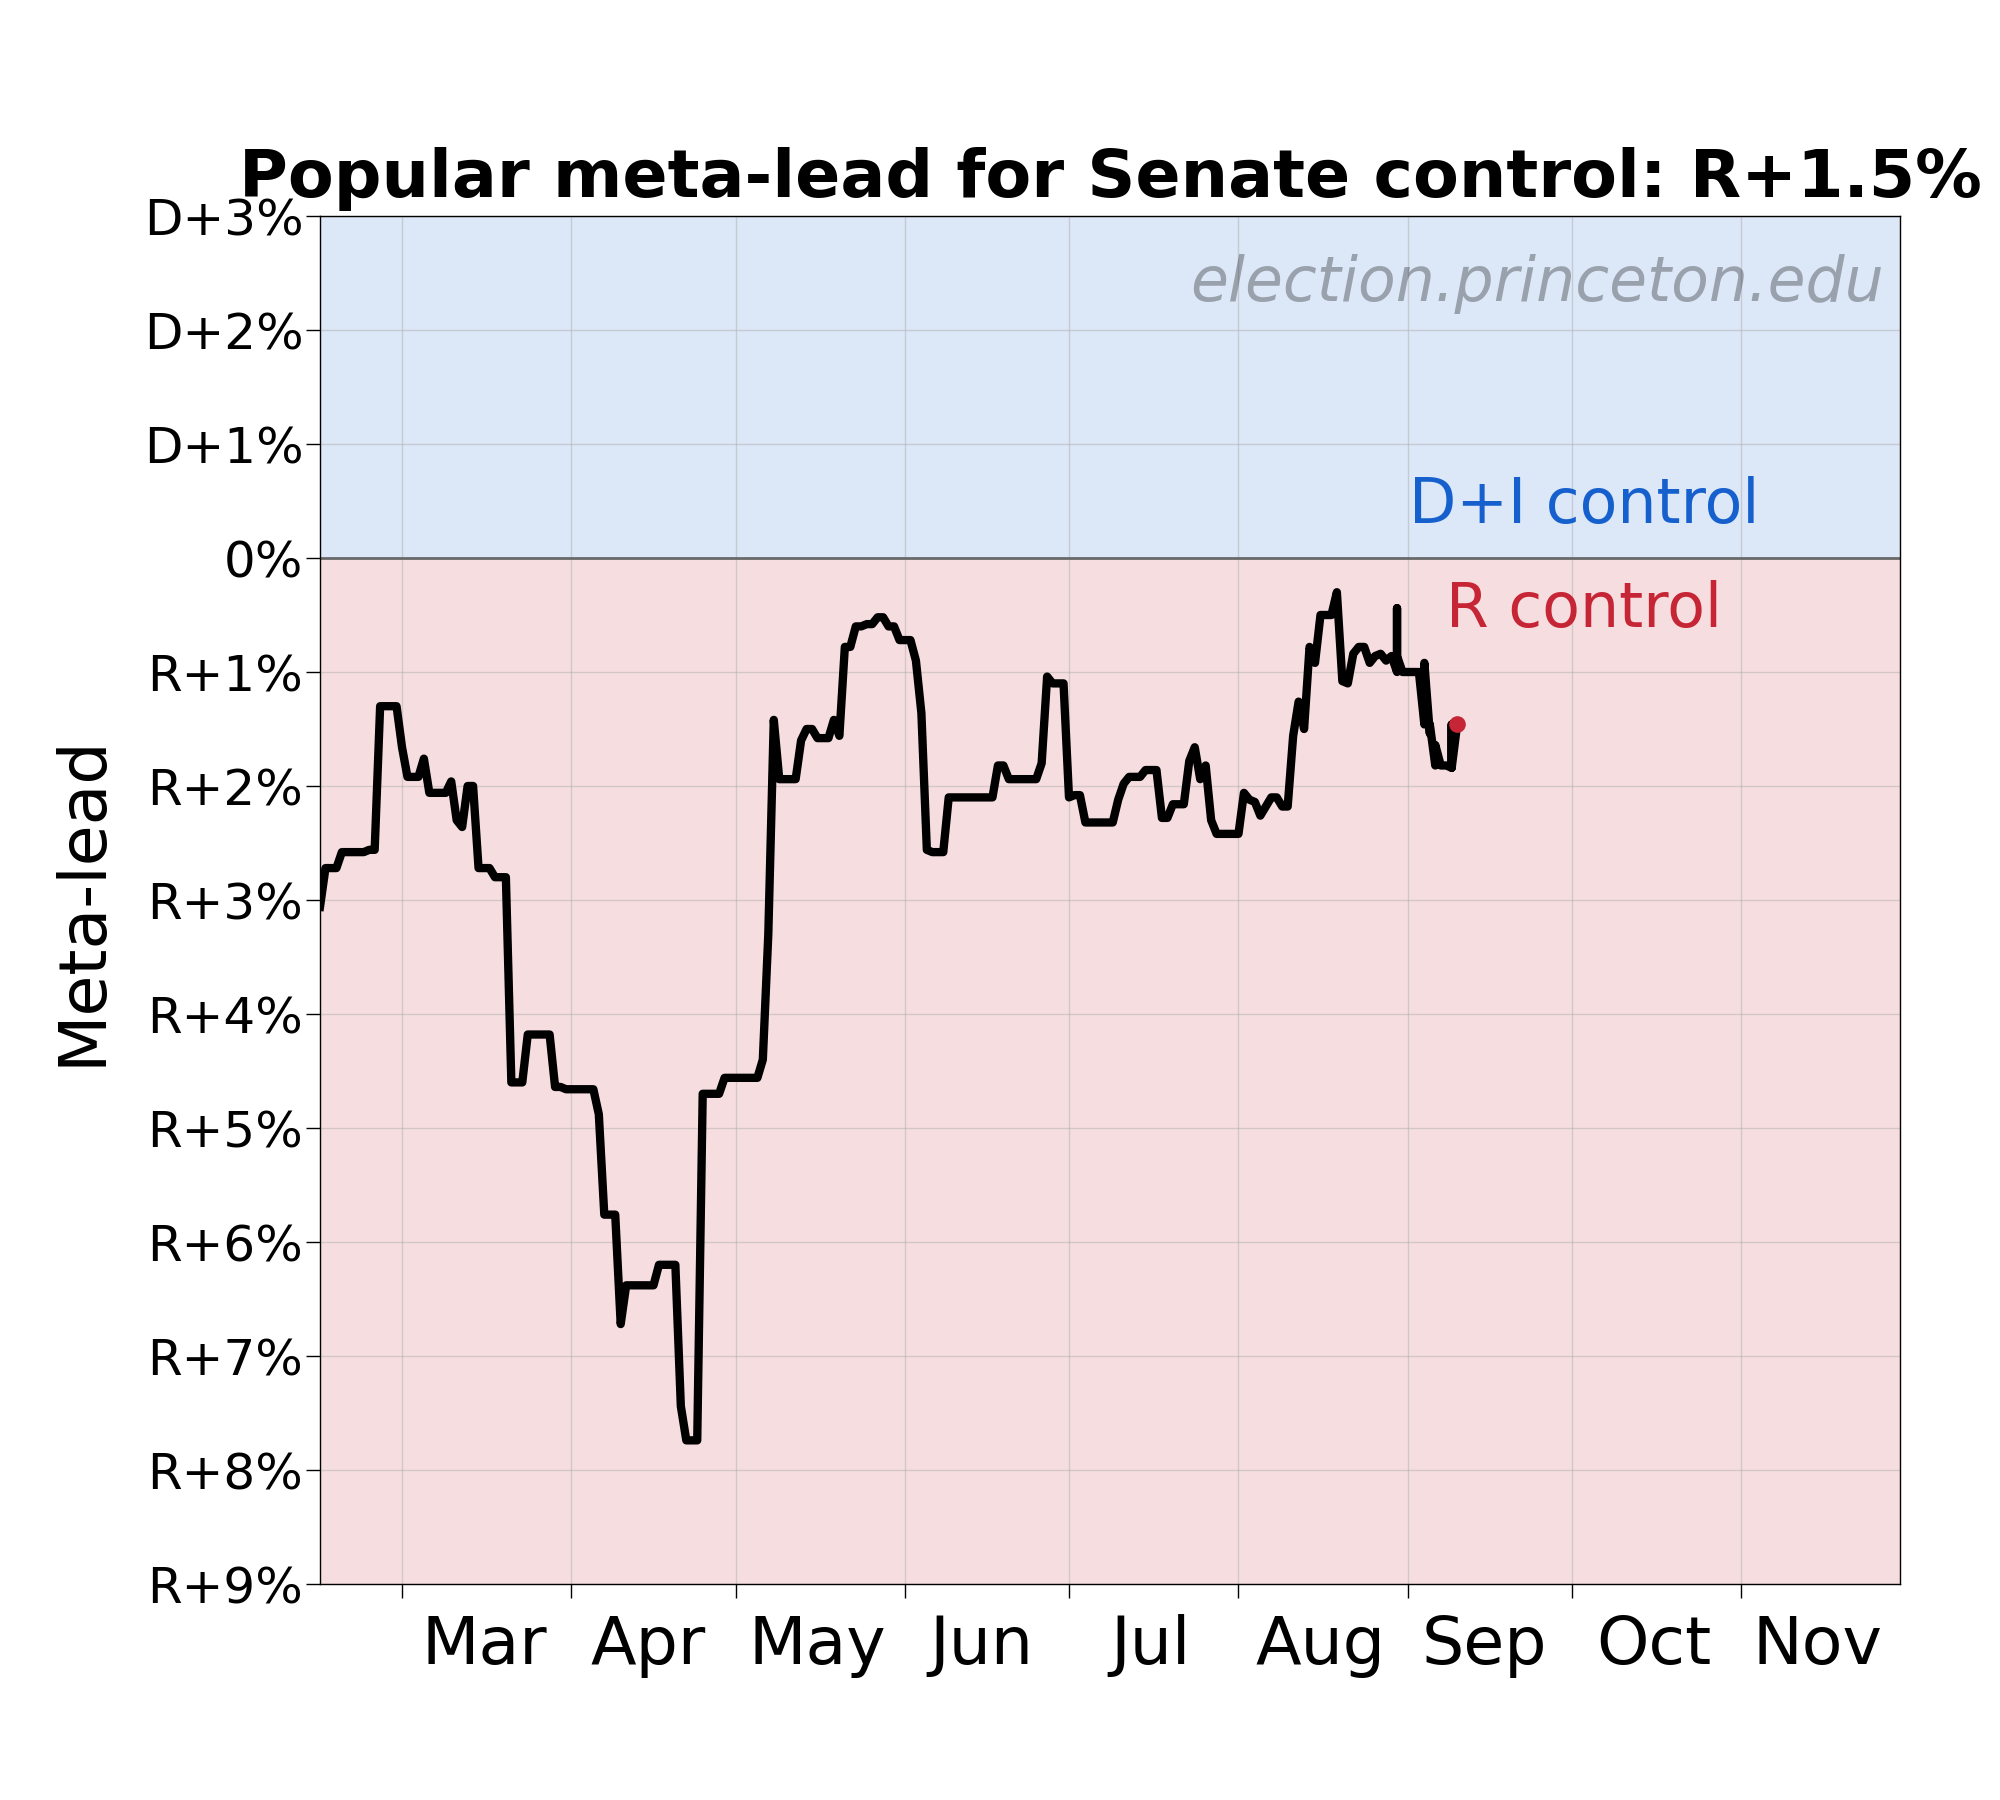 Popular meta-lead for Senate control: R+1.5%
D+3%
election.princeton.edu
D+2%
D+1%
D+I control
0%
R control
R+1%
R+2%
R+3%
Meta-lead
R+4%
R+5%
R+6%
R+7%
R+8%
R+9%
Mar Apr May Jun Jul Aug Sep Oct Nov